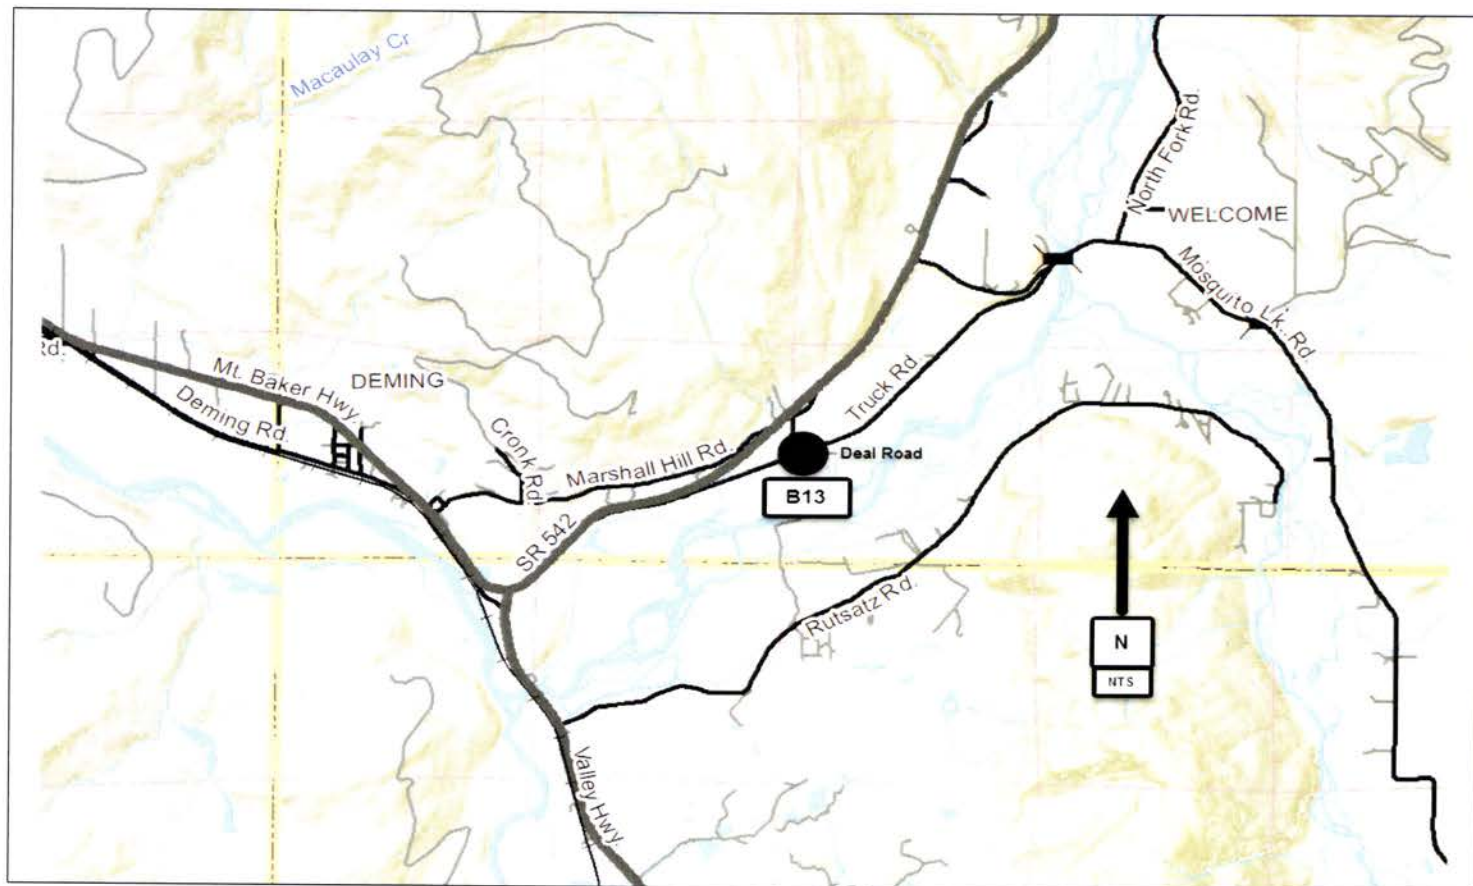 Macaulay Cr
North Fork Rd.
WELCOME
Mosquito Lk. Rd.
Rd.
Mt. Baker Hwy.
DEMING
Deming Rd.
Cronk Rd.
Marshall Hill Rd.
Truck Rd.
Deal Road
B13
SR 542
Rutsatz Rd.
N
NTS
Valley Hwy.